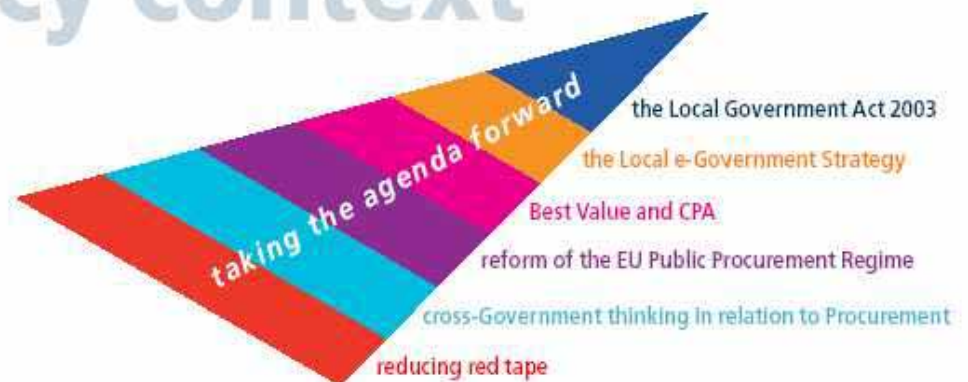 cy context
taking the agenda forward
the Local Government Act 2003
the Local e-Government Strategy
Best Value and CPA
reform of the EU Public Procurement Regime
cross-Government thinking in relation to Procurement
reducing red tape